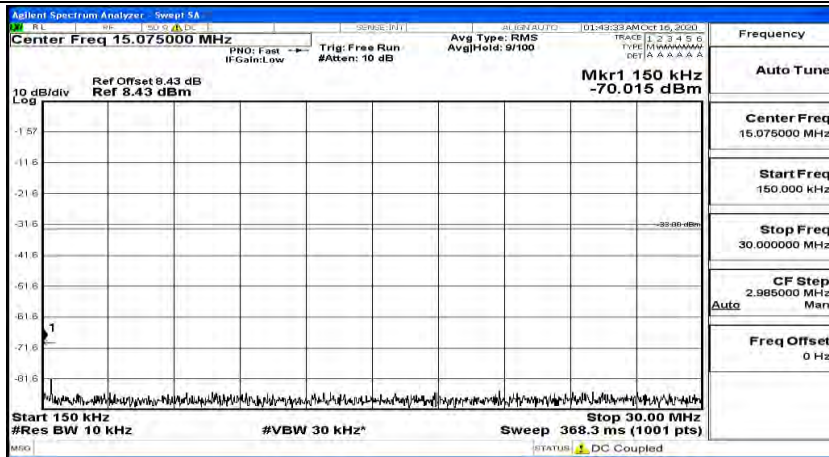 Agilent Spectrum Analyzer - Swept SA
RL RF 50 Ω DC SENSE:INT ALIGN AUTO 01:43:33 AM Oct 16, 2020
Center Freq 15.075000 MHz
PNO: Fast
IFGain:Low
Trig: Free Run
#Atten: 10 dB
Avg Type: RMS
Avg|Hold: 9/100
TRACE 1 2 3 4 5 6
TYPE M W W W W W
DET A A A A A A
Ref Offset 8.43 dB
Ref 8.43 dBm
10 dB/div
Log
Mkr1 150 kHz
-70.015 dBm
-1.57
-11.6
-21.6
-31.6
-33.00 dBm
-41.6
-51.6
-61.6
1
-71.6
-81.6
Start 150 kHz
Stop 30.00 MHz
#Res BW 10 kHz
#VBW 30 kHz*
Sweep 368.3 ms (1001 pts)
MSG
STATUS
DC Coupled
Frequency
Auto Tune
Center Freq
15.075000 MHz
Start Freq
150.000 kHz
Stop Freq
30.000000 MHz
CF Step
2.985000 MHz
Auto Man
Freq Offset
0 Hz